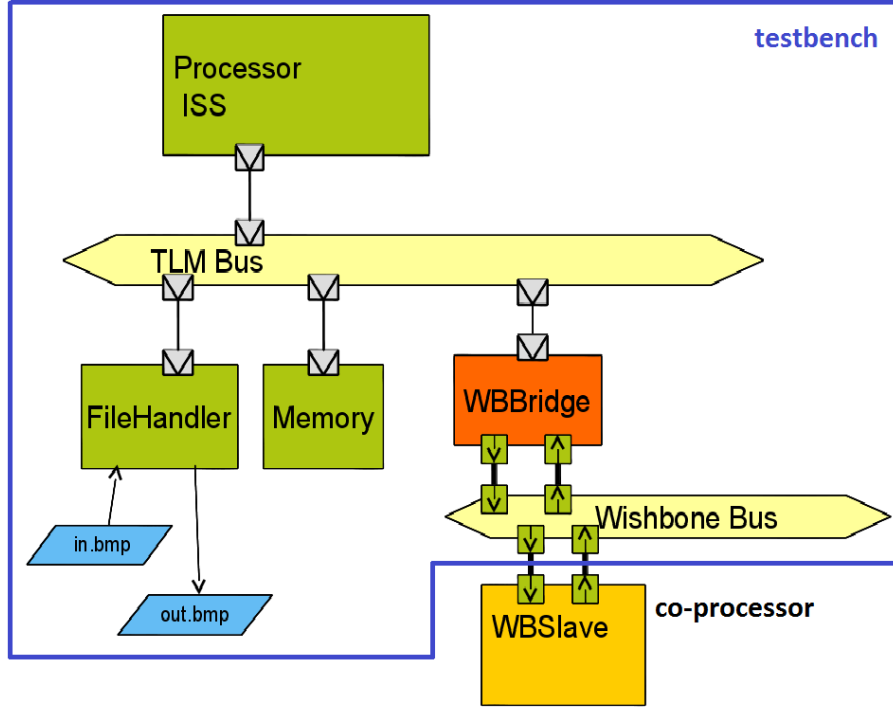 testbench
Processor
ISS
TLM Bus
FileHandler
Memory
WBBridge
Wishbone Bus
in.bmp
out.bmp
co-processor
WBSlave